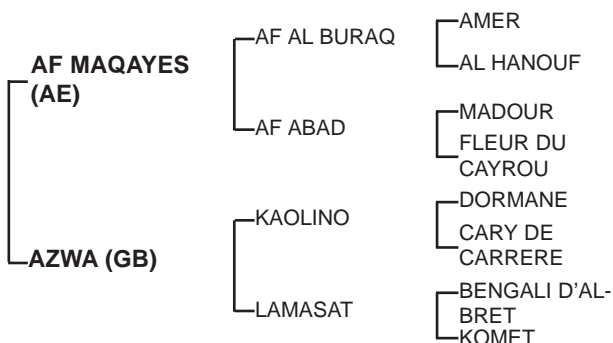 AF MAQAYES
(AE)
AF AL BURAQ
AMER
AL HANOUF
AF ABAD
MADOUR
FLEUR DU
CAYROU
AZWA (GB)
KAOLINO
DORMANE
CARY DE
CARRERE
LAMASAT
BENGALI D'AL-
BRET
KOMET